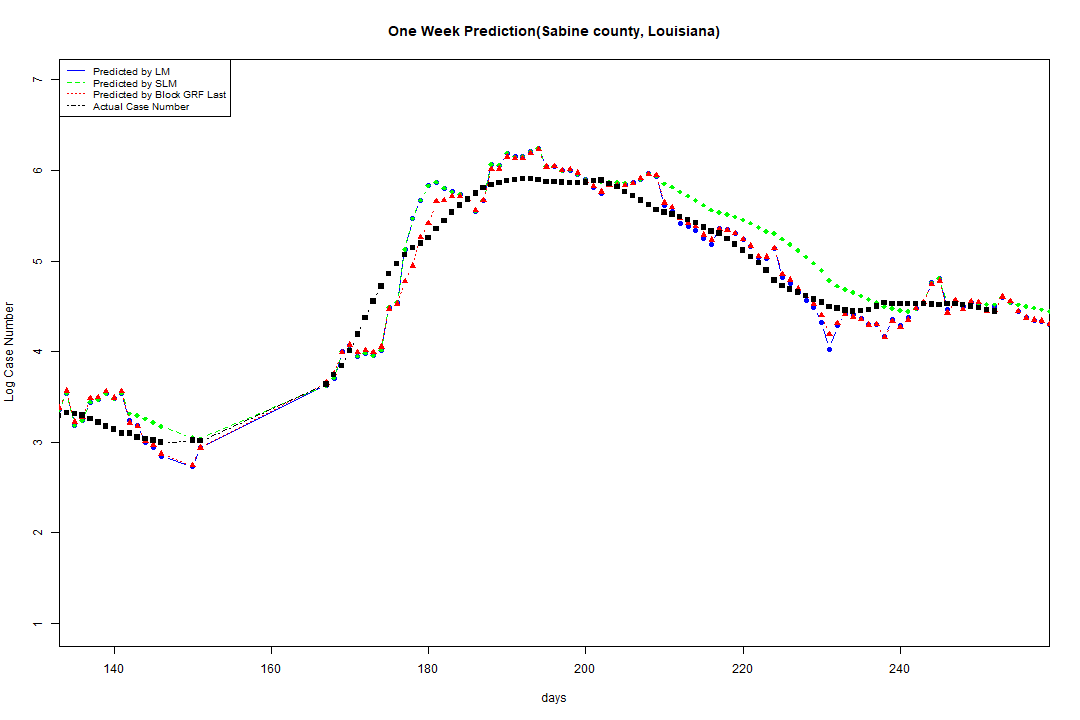 One Week Prediction(Sabine county, Louisiana)
Predicted by LM
Predicted by SLM
Predicted by Block GRF Last
Actual Case Number
7
6
5
4
3
2
1
Log Case Number
140 160 180 200 220 240
days